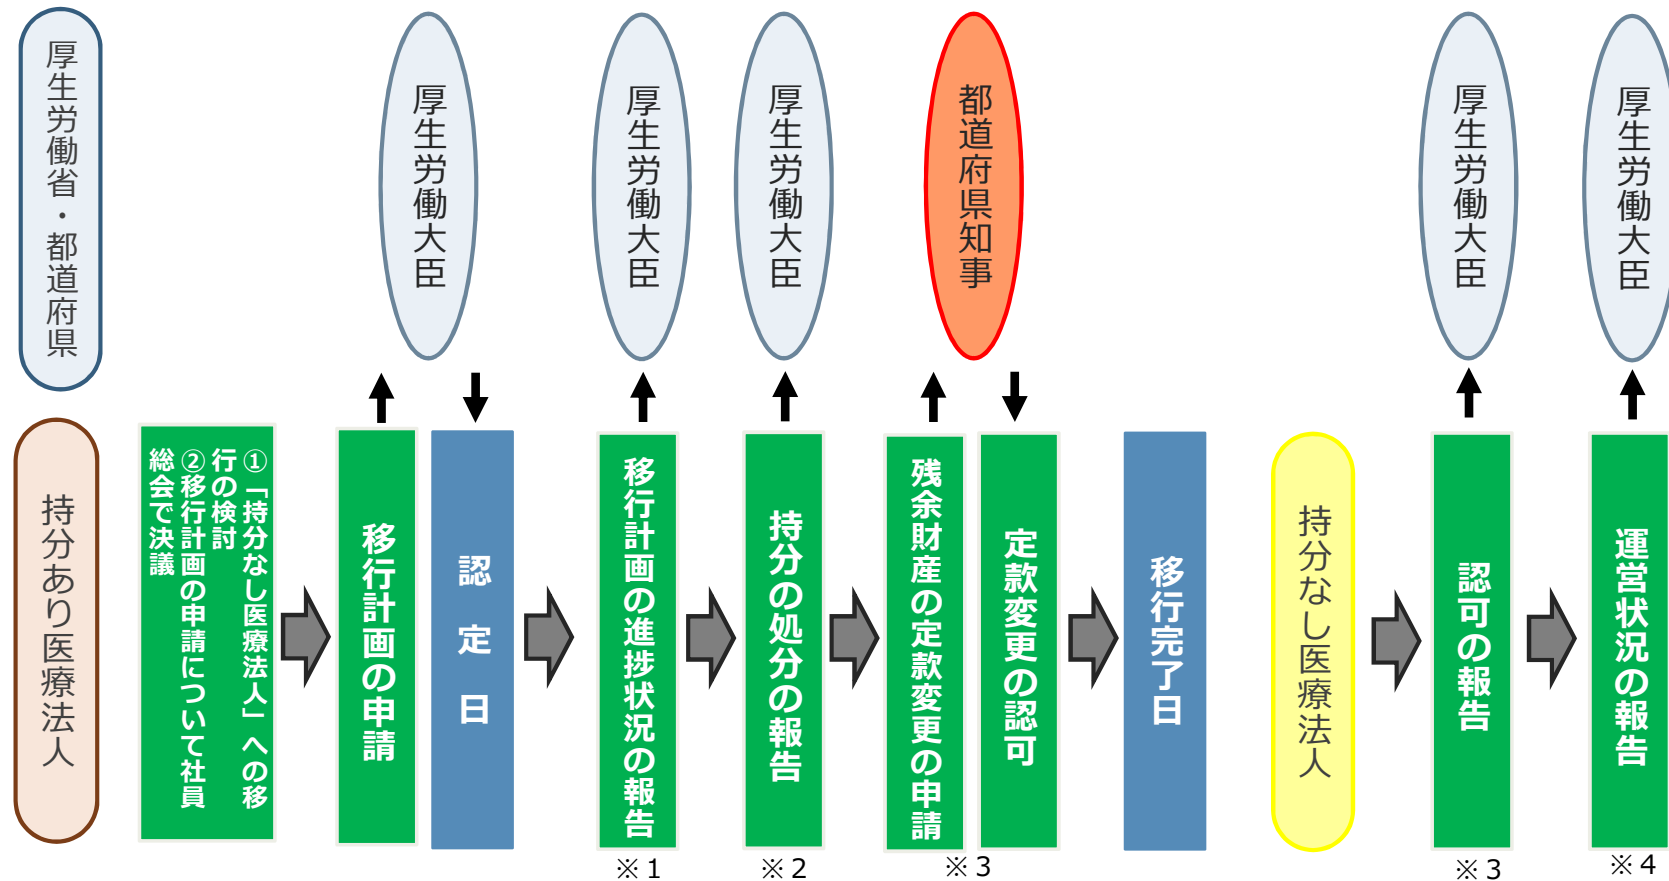 厚生労働省・都道府県
厚生労働大臣
厚生労働大臣
厚生労働大臣
都道府県知事
厚生労働大臣
厚生労働大臣
持分あり医療法人
①「持分なし医療法人」への移
行の検討
②移行計画の申請について社員
総会で決議
移行計画の申請
認定日
移行計画の進捗状況の報告
持分の処分の報告
残余財産の定款変更の申請
定款変更の認可
移行完了日
持分なし医療法人
認可の報告
運営状況の報告
※1
※2
※3
※3
※4